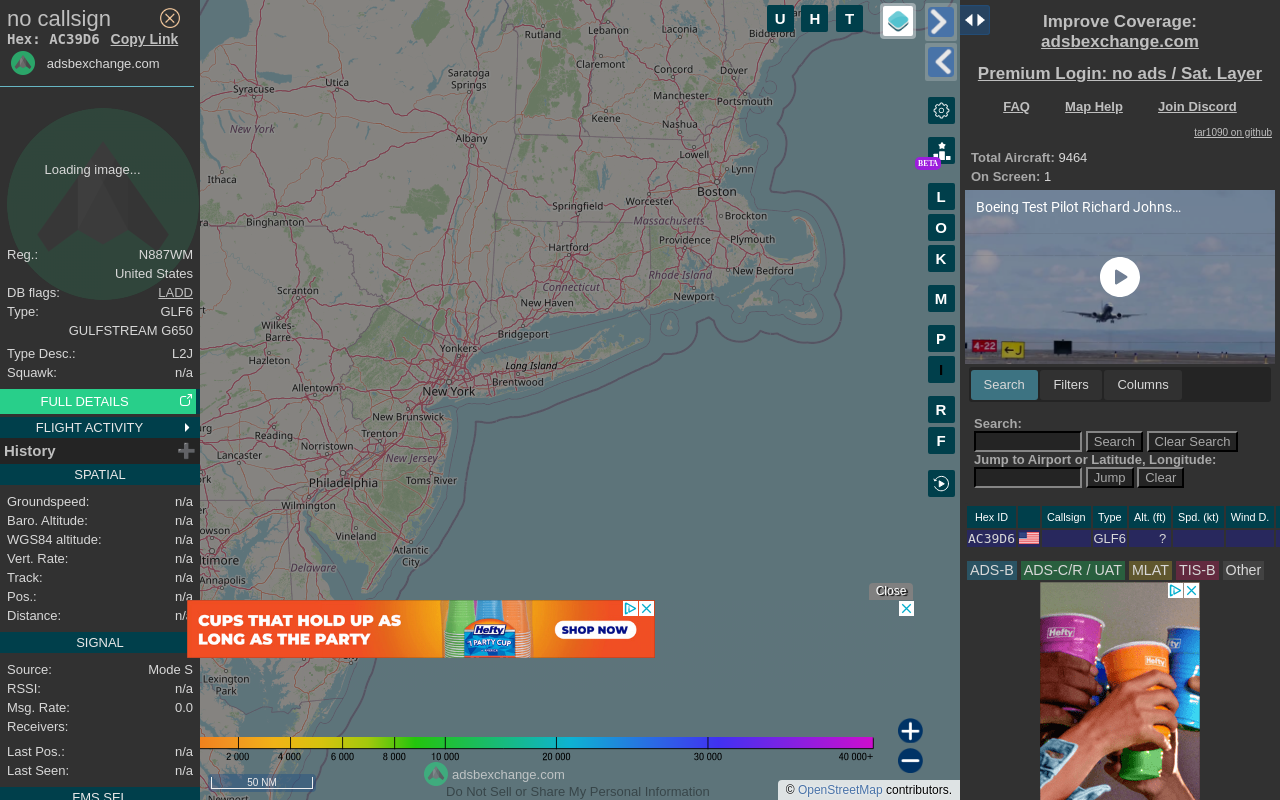 no callsign
Hex: AC39D6 Copy Link
adsbexchange.com
Loading image...
Reg.: N887WM
United States
DB flags: LADD
Type: GLF6
GULFSTREAM G650
Type Desc.: L2J
Squawk: n/a
FULL DETAILS
FLIGHT ACTIVITY
History
SPATIAL
Groundspeed: n/a
Baro. Altitude: n/a
WGS84 altitude: n/a
Vert. Rate: n/a
Track: n/a
Pos.: n/a
Distance:
SIGNAL
Source: Mode S
RSSI: n/a
Msg. Rate: 0.0
Receivers:
Last Pos.: n/a
Last Seen: n/a
FMS SEL
U H T
BETA
L
O
K
M
P
I
R
F
Rutland
Lebanon
Laconia
Biddeford
Claremont
Concord
Dover
Saratoga
Springs
Utica
Syracuse
Manchester
Portsmouth
Keene
Nashua
New York
Albany
Lowell
Lynn
Ithaca
Boston
Worcester
Springfield
Massachusetts
Brockton
Binghamton
Providence
Plymouth
Hartford
Rhode Island
New Bedford
Connecticut
Newport
Scranton
New Haven
Wilkes-
Barre
Bridgeport
Hazleton
Yonkers
Long Island
Brentwood
Allentown
New York
New Brunswick
Reading
Trenton
Norristown
Lancaster
New Jersey
Philadelphia
Toms River
Wilmington
Vineland
Atlantic
City
Annapolis
Delaware
Lexington
Park
Close
CUPS THAT HOLD UP AS
LONG AS THE PARTY
Hefty
PARTY CUP
SHOP NOW
2 000 4 000 6 000 8 000 10 000 20 000 30 000 40 000+
50 NM
adsbexchange.com
Do Not Sell or Share My Personal Information
© OpenStreetMap contributors.
Improve Coverage:
adsbexchange.com
Premium Login: no ads / Sat. Layer
FAQ Map Help Join Discord
tar1090 on github
Total Aircraft: 9464
On Screen: 1
Boeing Test Pilot Richard Johns...
4-22
J
Search Filters Columns
Search:
Search Clear Search
Jump to Airport or Latitude, Longitude:
Jump Clear
Hex ID Callsign Type Alt. (ft) Spd. (kt) Wind D.
AC39D6 GLF6 ?
ADS-B ADS-C/R / UAT MLAT TIS-B Other
Hefty
Hefty